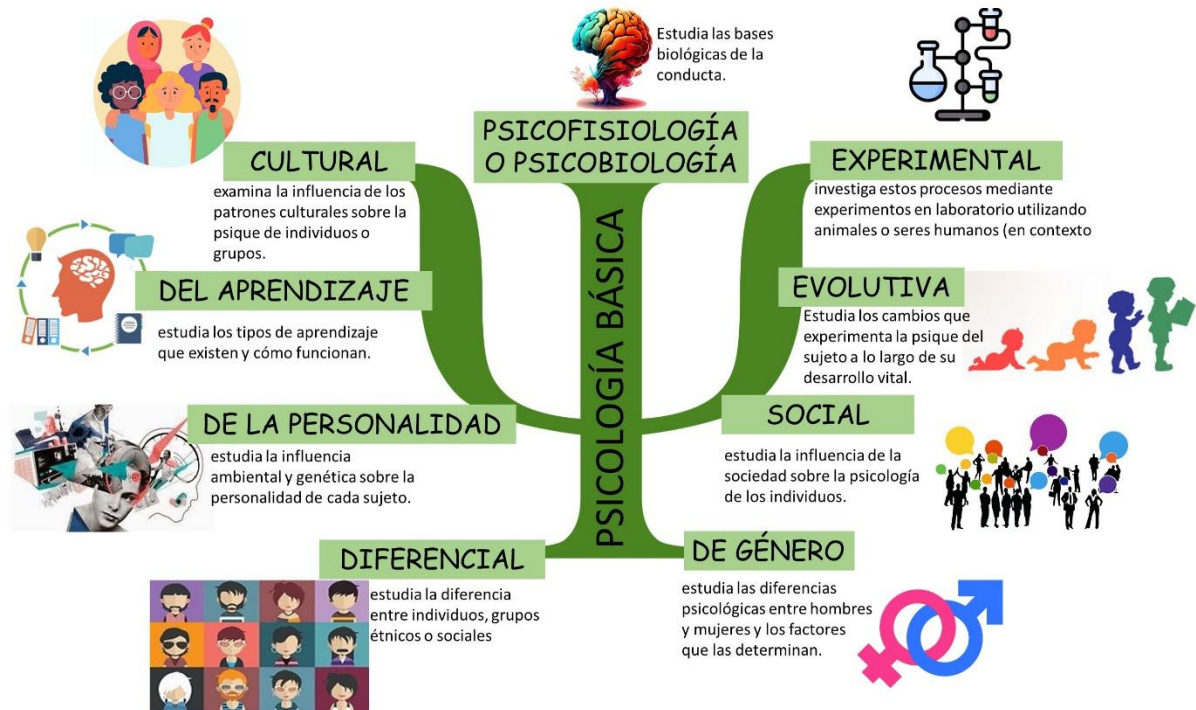 Estudia las bases
biológicas de la
conducta.
PSICOFISIOLOGÍA
O PSICOBIOLOGÍA
PSICOLOGÍA BÁSICA
CULTURAL
examina la influencia de los
patrones culturales sobre la
psique de individuos o
grupos.
DEL APRENDIZAJE
estudia los tipos de aprendizaje
que existen y cómo funcionan.
DE LA PERSONALIDAD
estudia la influencia
ambiental y genética sobre la
personalidad de cada sujeto.
DIFERENCIAL
estudia la diferencia
entre individuos, grupos
étnicos o sociales
EXPERIMENTAL
investiga estos procesos mediante
experimentos en laboratorio utilizando
animales o seres humanos (en contexto
EVOLUTIVA
Estudia los cambios que
experimenta la psique del
sujeto a lo largo de su
desarrollo vital.
SOCIAL
estudia la influencia de la
sociedad sobre la psicología
de los individuos.
DE GÉNERO
estudia las diferencias
psicológicas entre hombres
y mujeres y los factores
que las determinan.